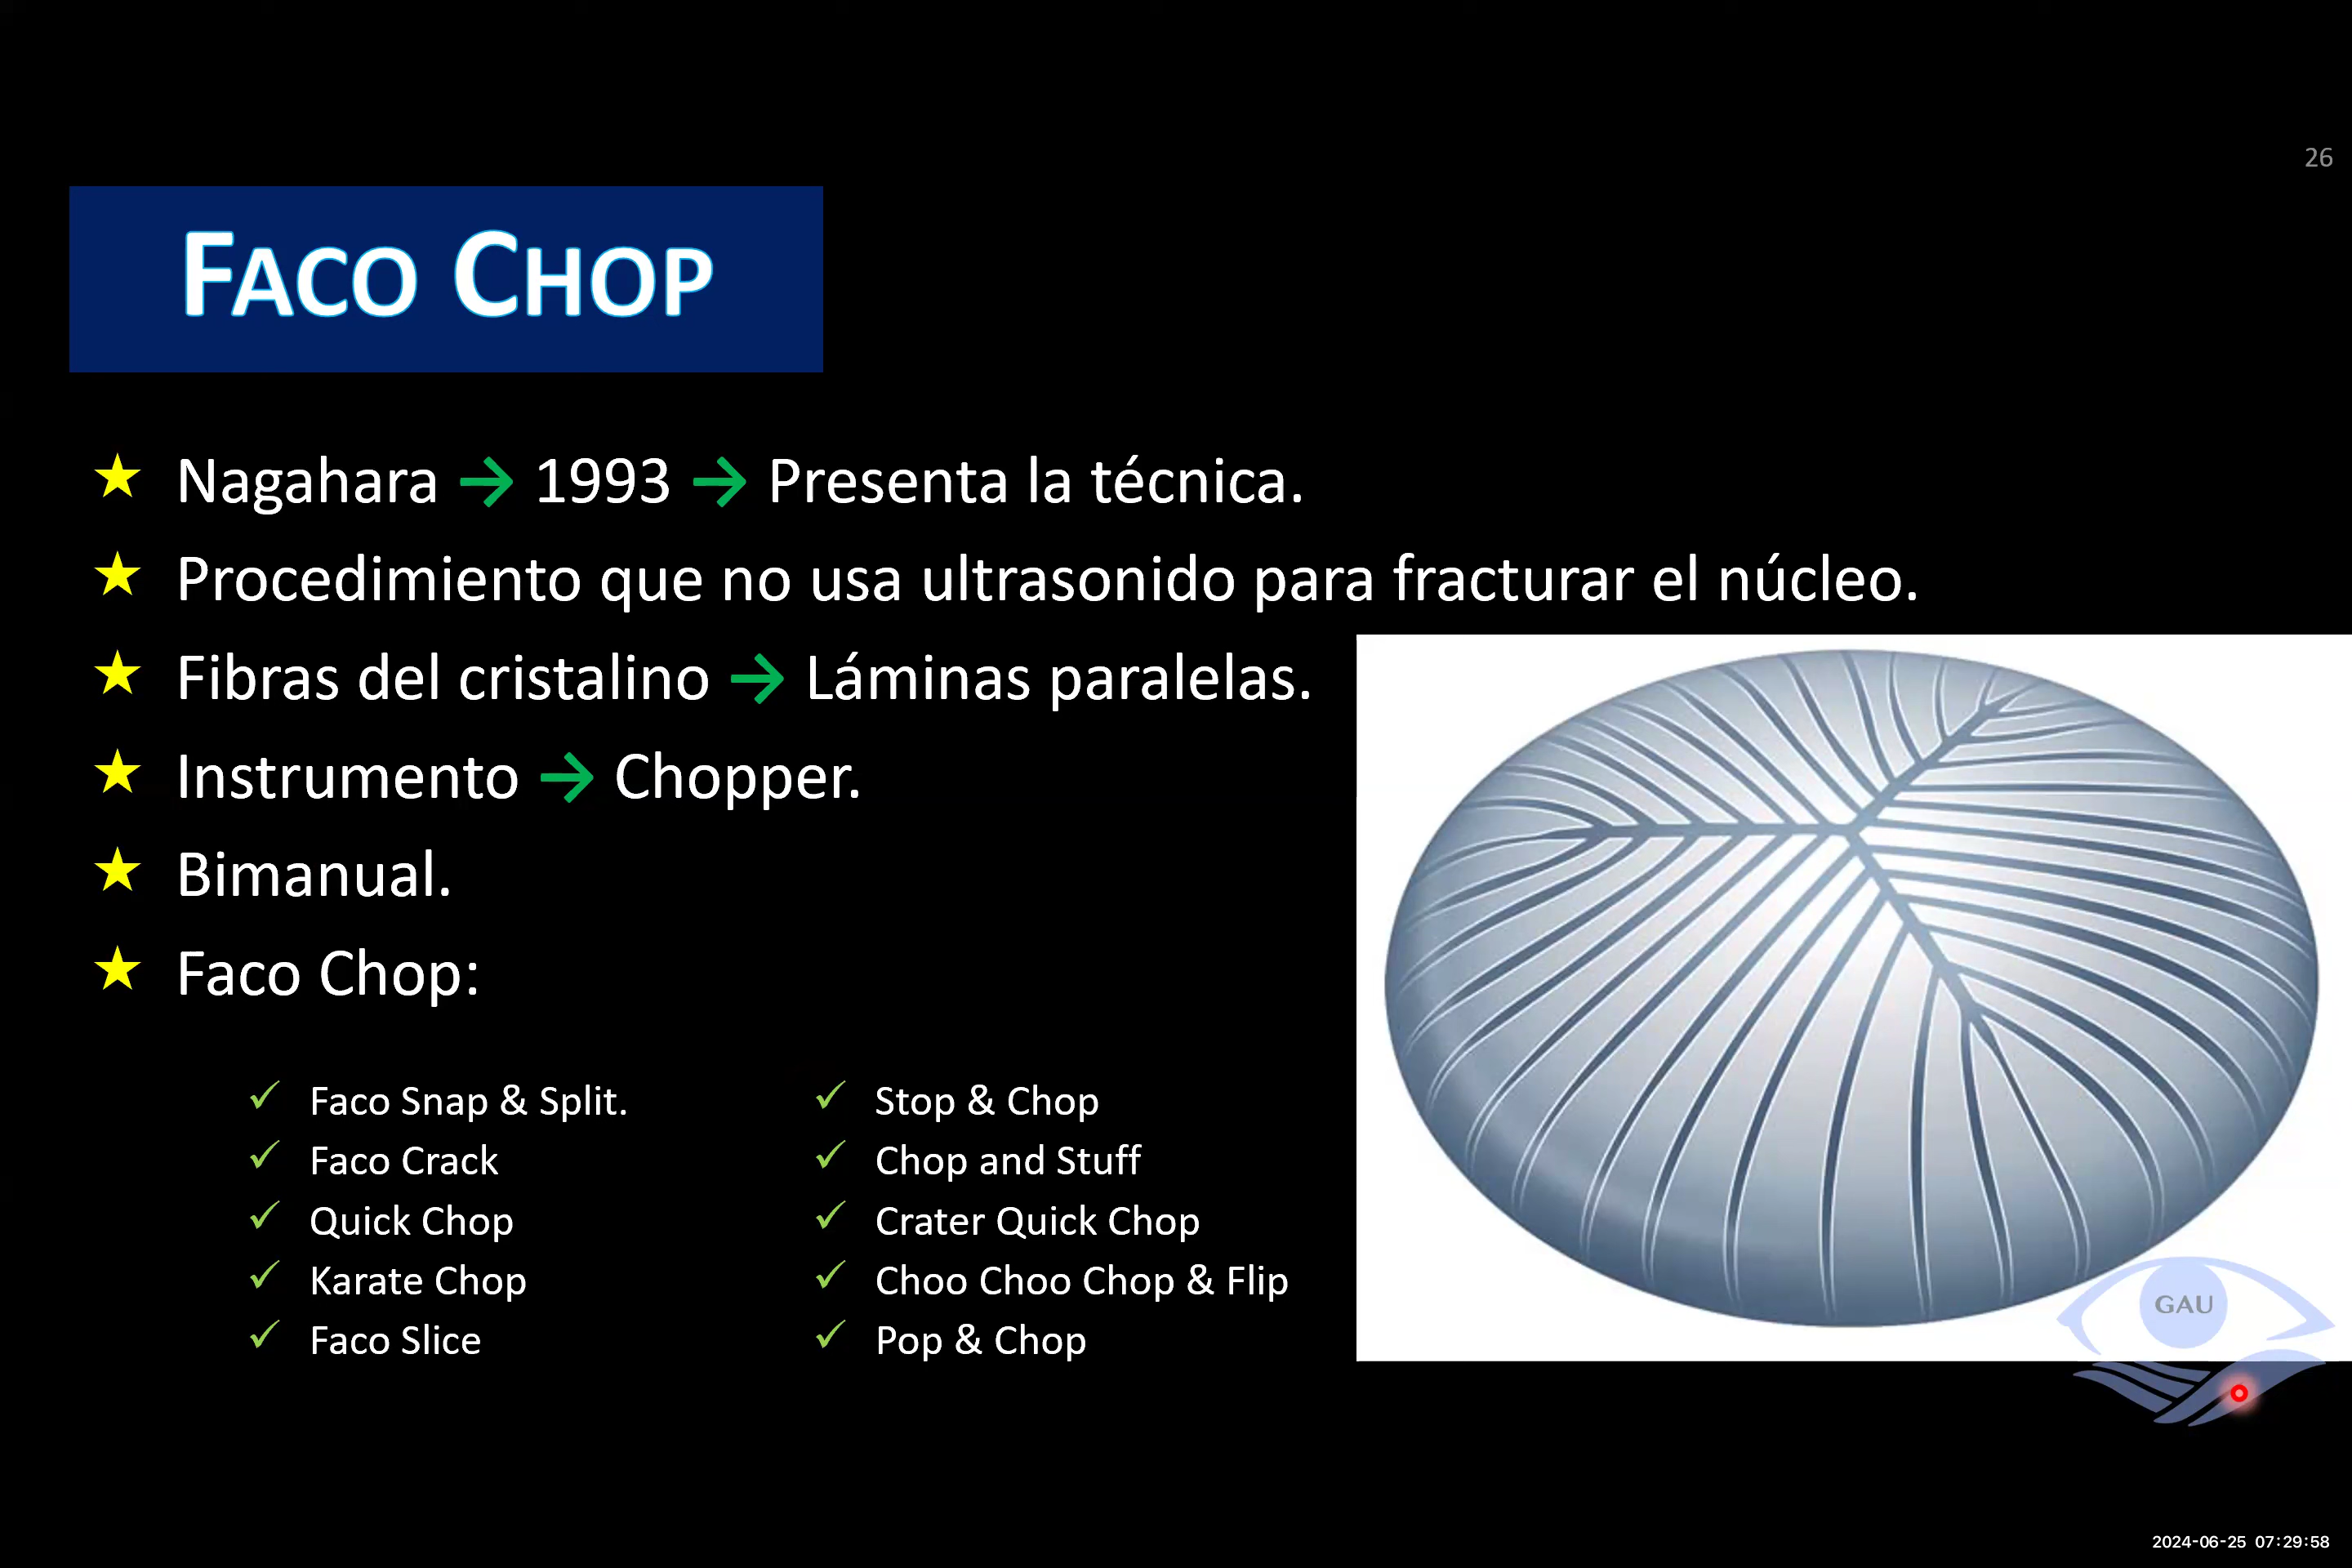 26
FACO CHOP
★ Nagahara → 1993 → Presenta la técnica.
★ Procedimiento que no usa ultrasonido para fracturar el núcleo.
★ Fibras del cristalino → Láminas paralelas.
★ Instrumento → Chopper.
★ Bimanual.
★ Faco Chop:
✓ Faco Snap & Split.
✓ Faco Crack
✓ Quick Chop
✓ Karate Chop
✓ Faco Slice
✓ Stop & Chop
✓ Chop and Stuff
✓ Crater Quick Chop
✓ Choo Choo Chop & Flip
✓ Pop & Chop
GAU
2024-06-25 07:29:58